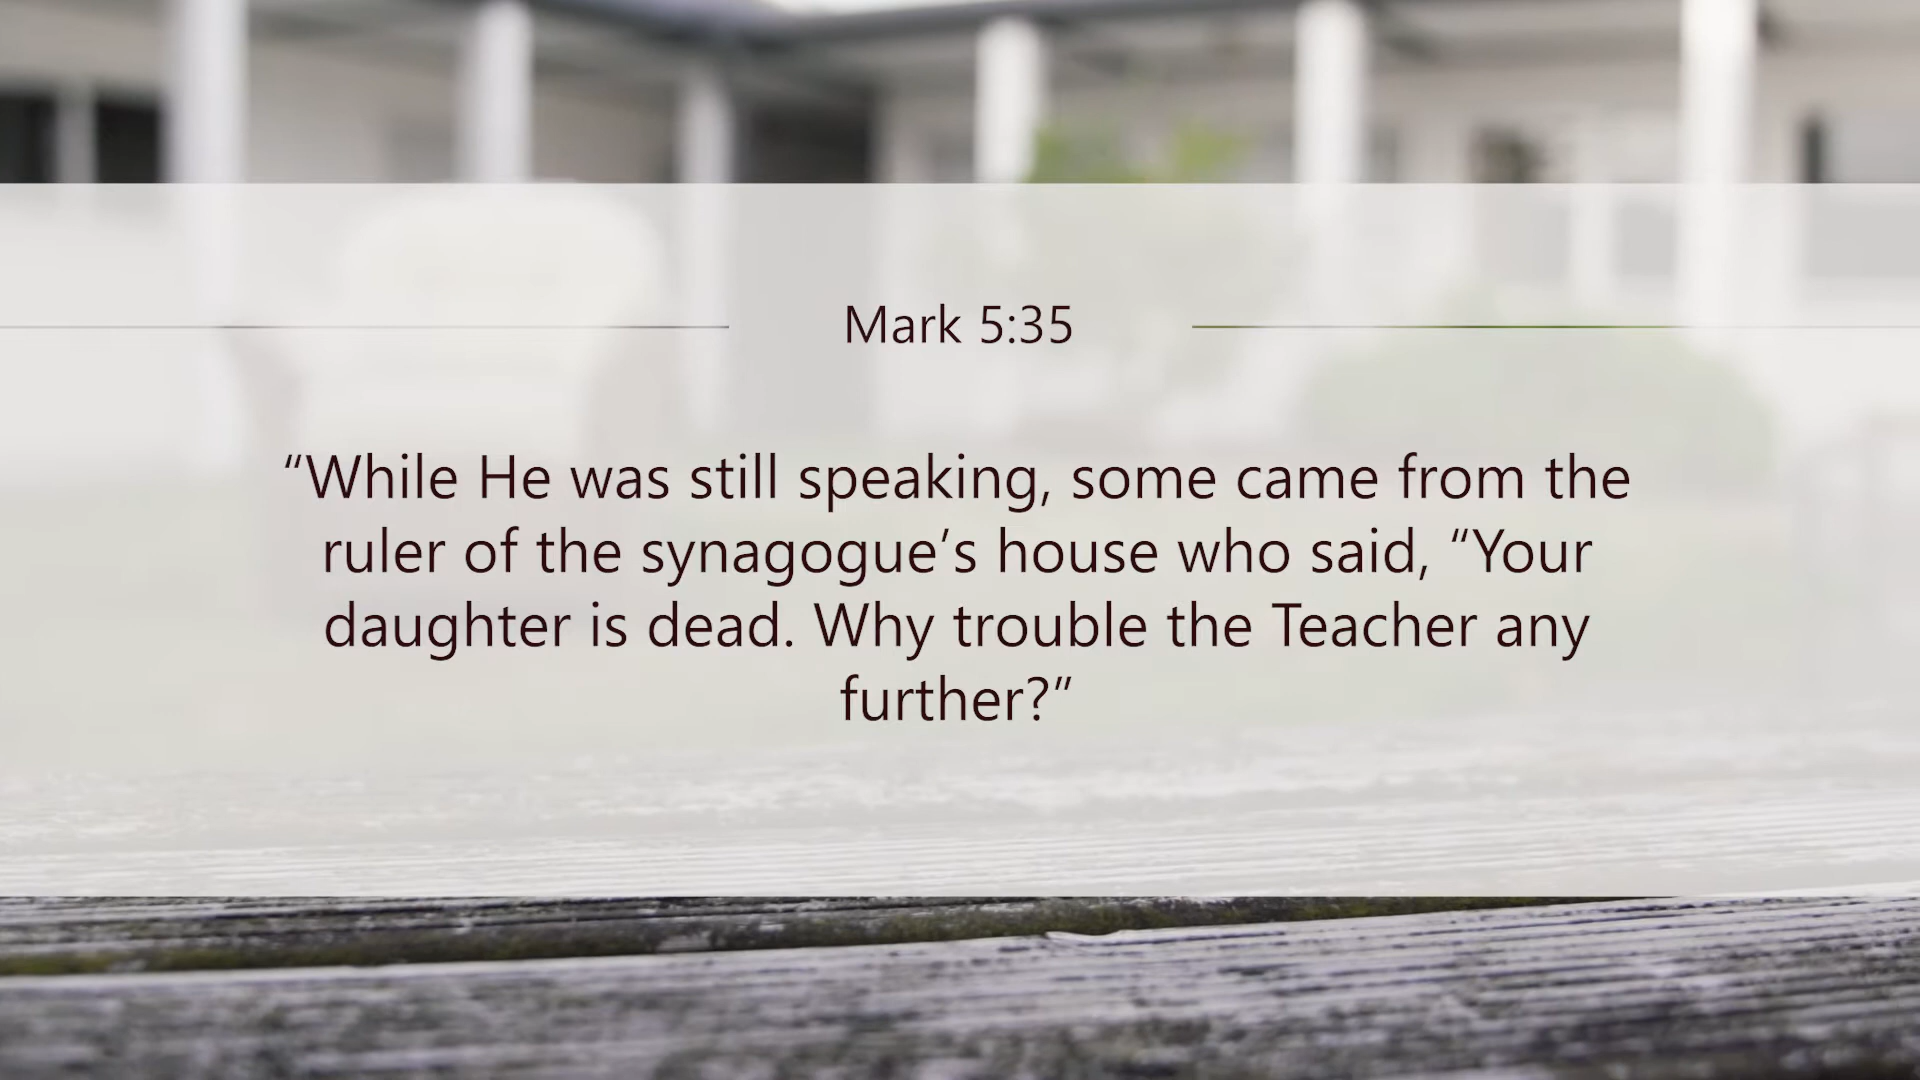 Mark 5:35
“While He was still speaking, some came from the
ruler of the synagogue’s house who said, “Your
daughter is dead. Why trouble the Teacher any
further?”